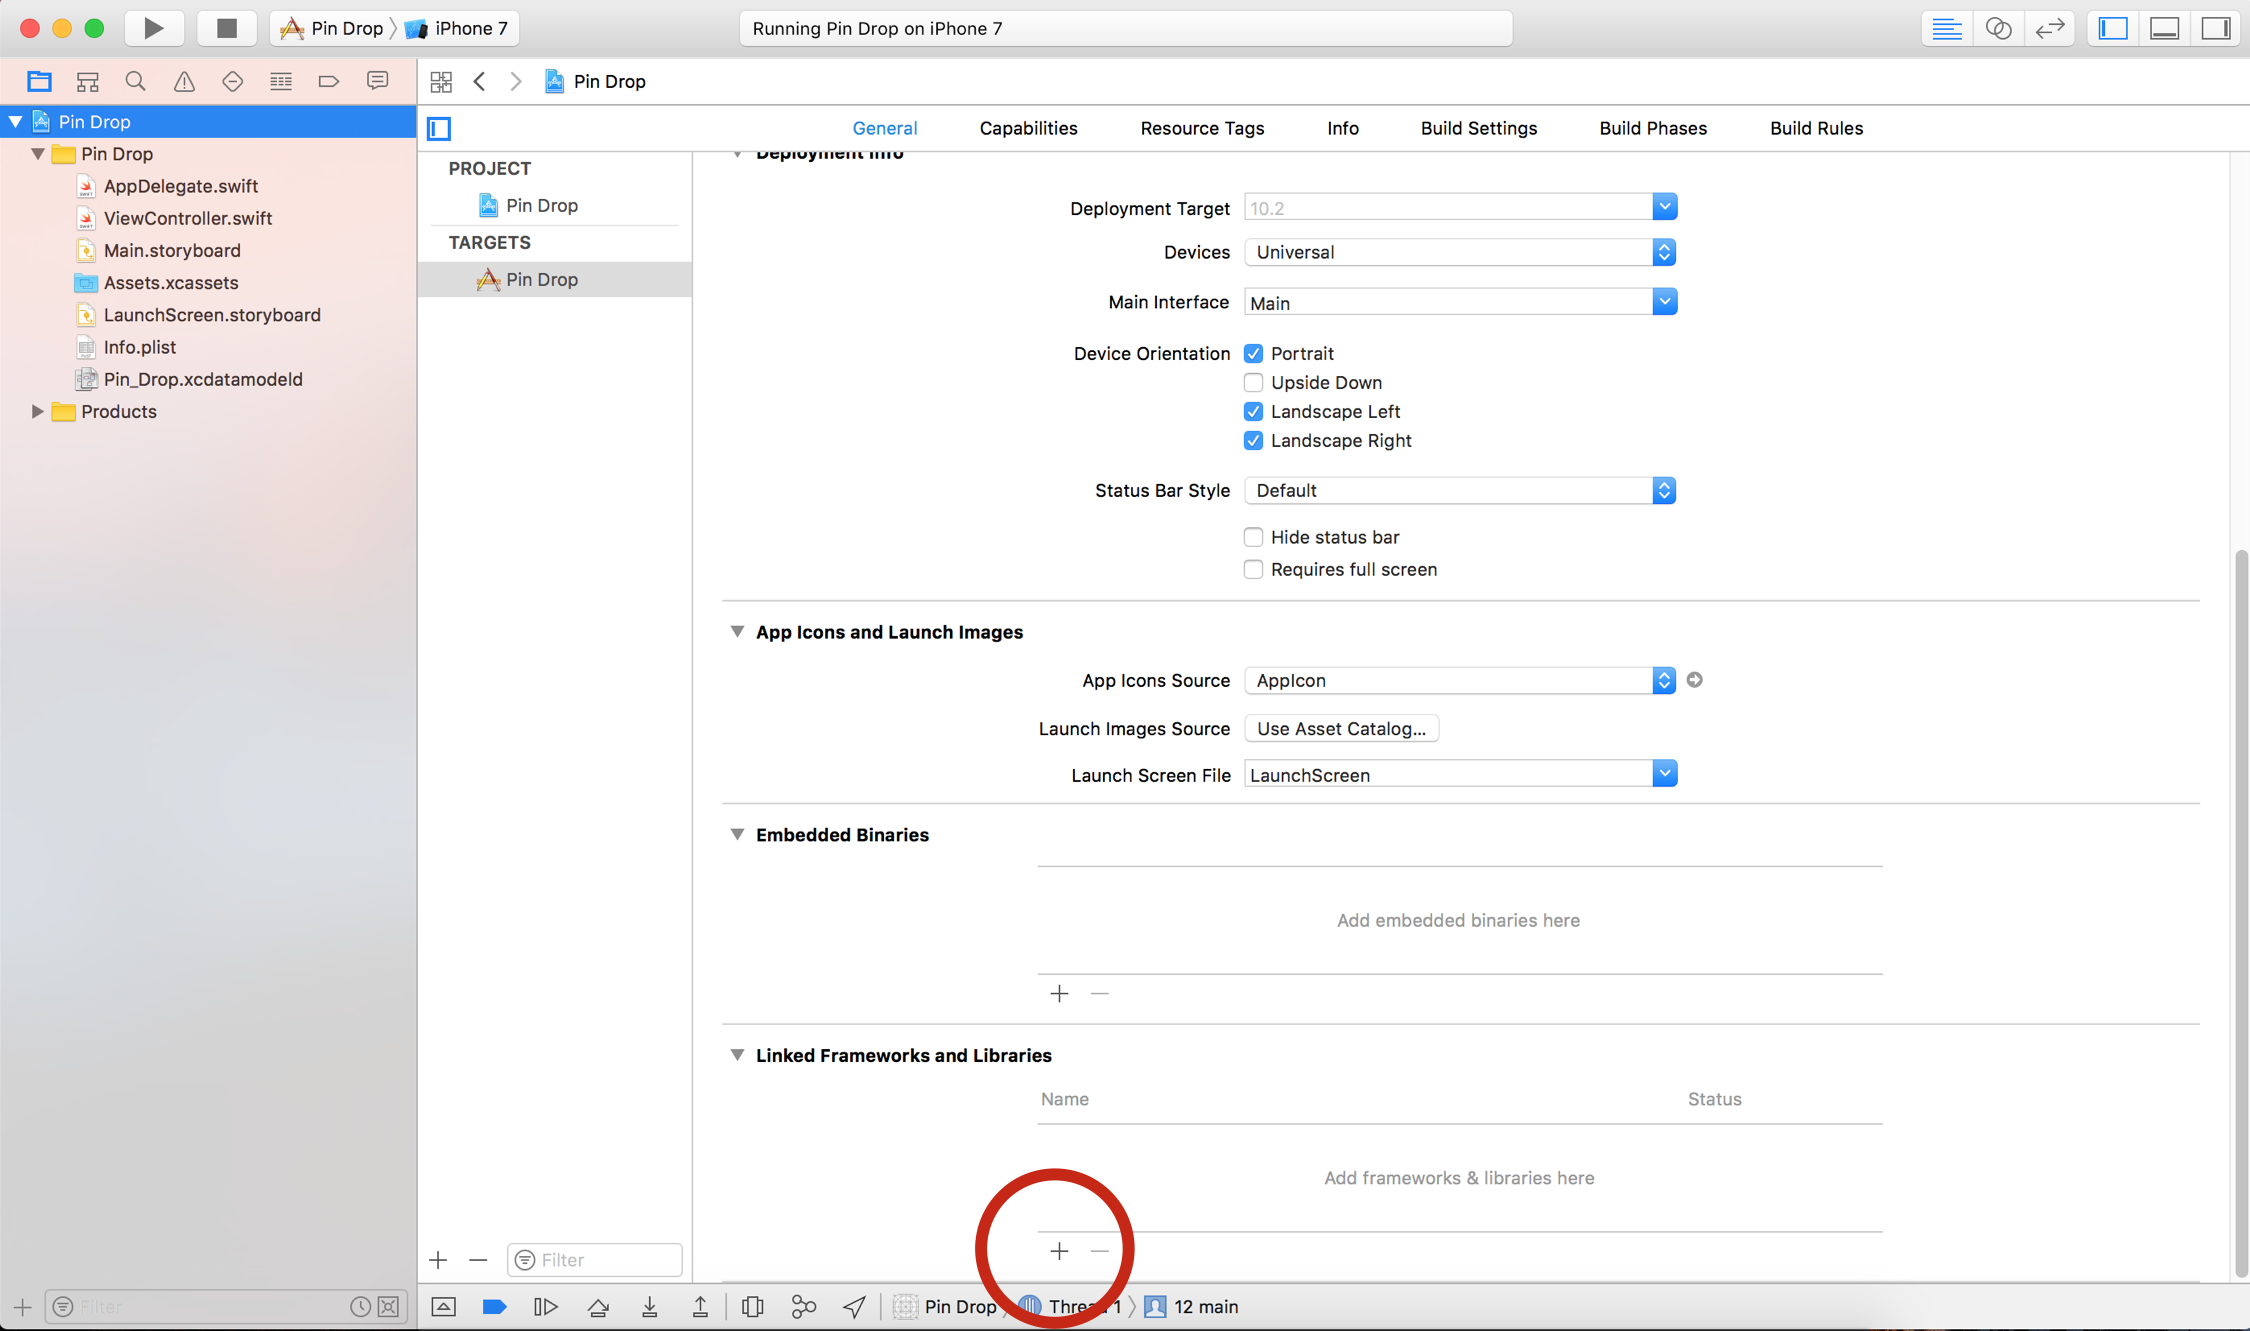 Pin Drop
iPhone 7
Running Pin Drop on iPhone 7
Pin Drop
Pin Drop
Pin Drop
AppDelegate.swift
ViewController.swift
Main.storyboard
Assets.xcassets
LaunchScreen.storyboard
Info.plist
Pin_Drop.xcdatamodeld
Products
Filter
General
Capabilities
Resource Tags
Info
Build Settings
Build Phases
Build Rules
PROJECT
Pin Drop
TARGETS
Pin Drop
Filter
Deployment Info
Deployment Target 10.2
Devices Universal
Main Interface Main
Device Orientation Portrait
Upside Down
Landscape Left
Landscape Right
Status Bar Style Default
Hide status bar
Requires full screen
App Icons and Launch Images
App Icons Source AppIcon
Launch Images Source Use Asset Catalog...
Launch Screen File LaunchScreen
Embedded Binaries
Add embedded binaries here
Linked Frameworks and Libraries
Name Status
Add frameworks & libraries here
Pin Drop Thread 1 12 main